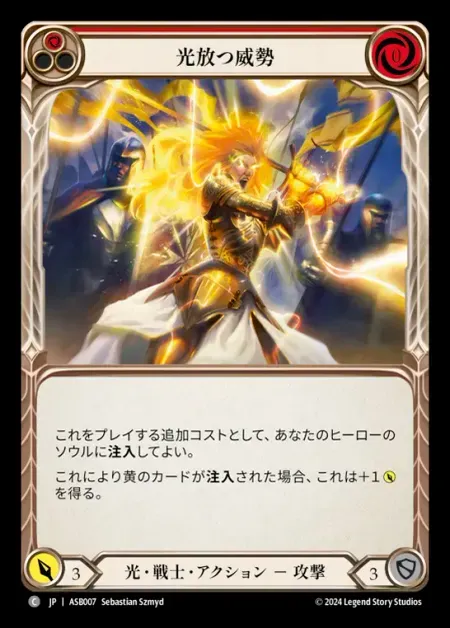 光放つ威勢
0
これをプレイする追加コストとして、あなたのヒーローの
ソウルに注入してよい。
これにより黄のカードが注入された場合、これは＋1
を得る。
3
光・戦士・アクション － 攻撃
3
C JP | ASB007 Sebastian Szmyd
© 2024 Legend Story Studios